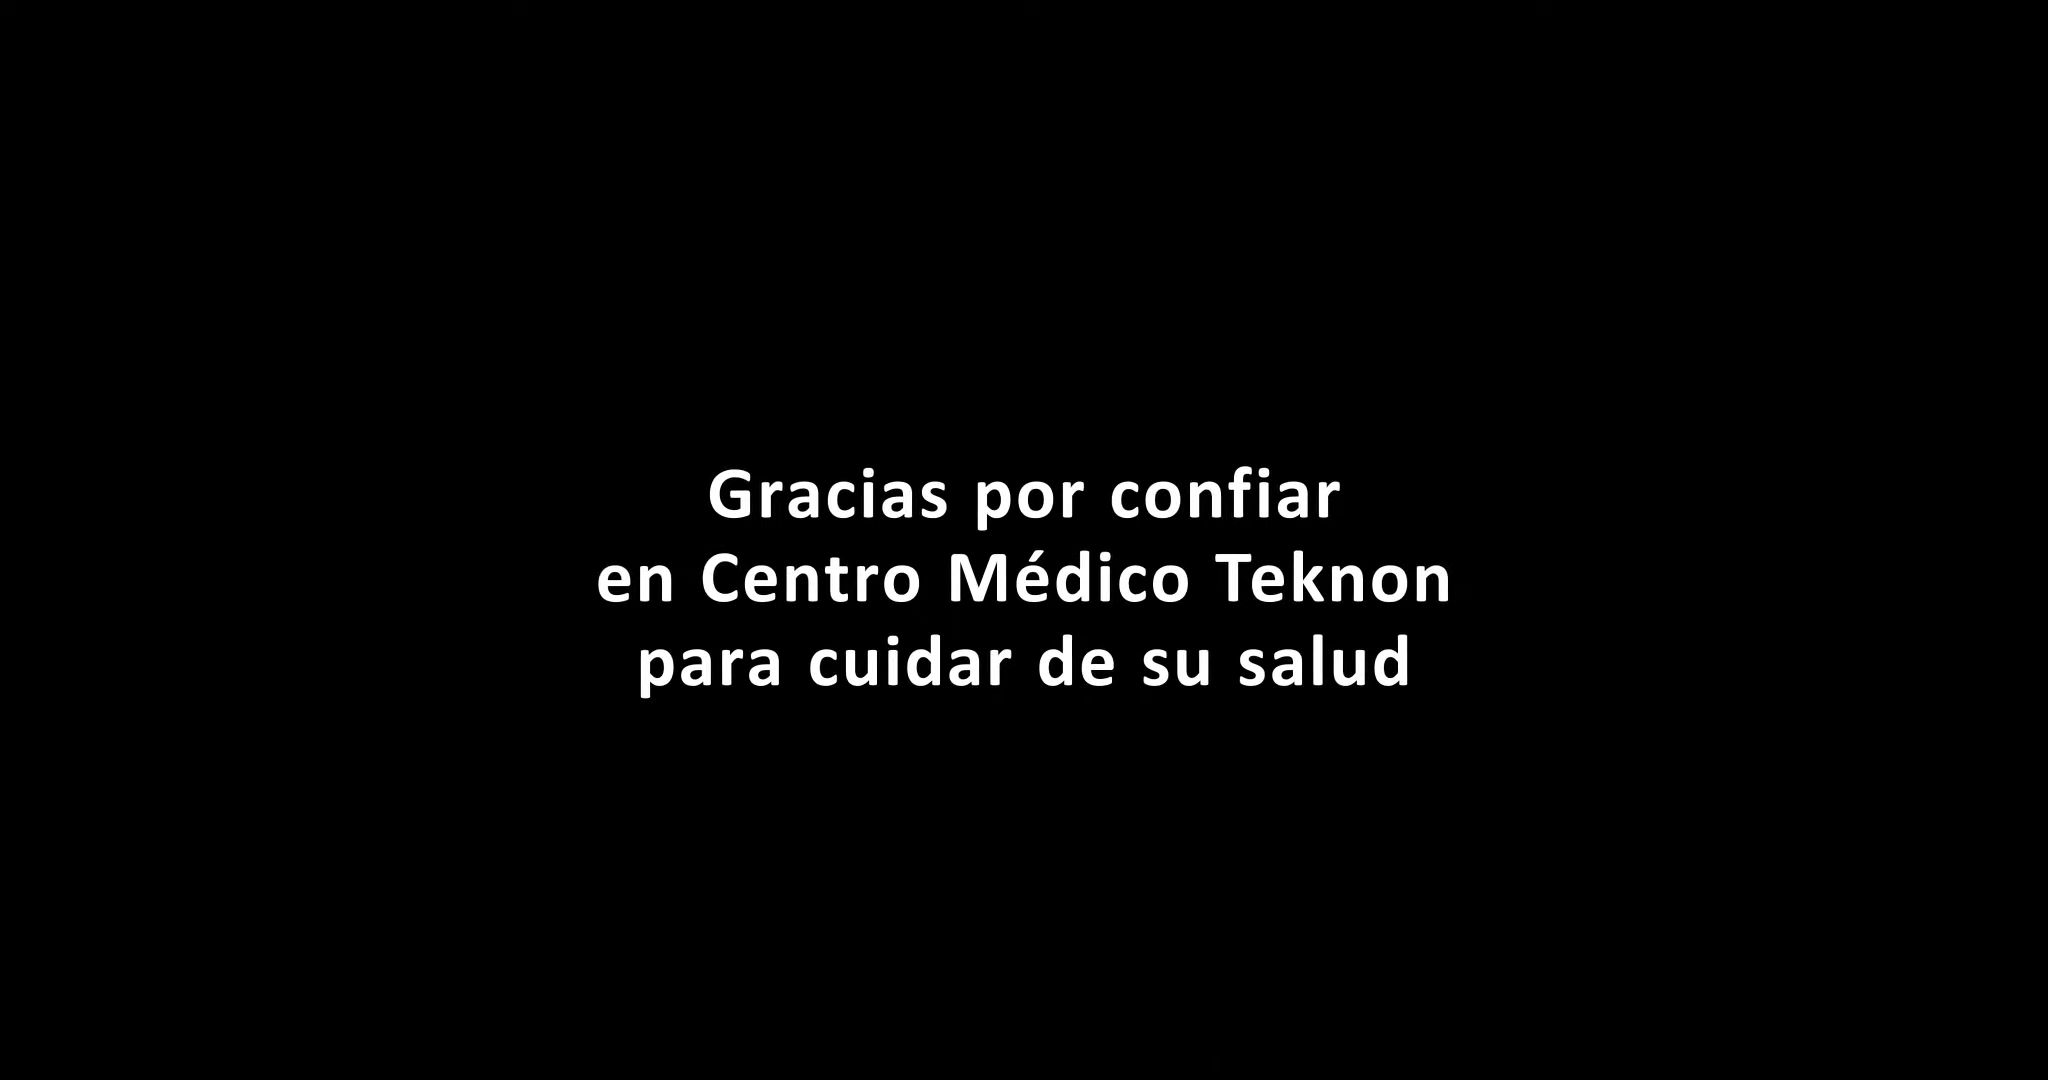 Gracias por confiar
en Centro Médico Teknon
para cuidar de su salud